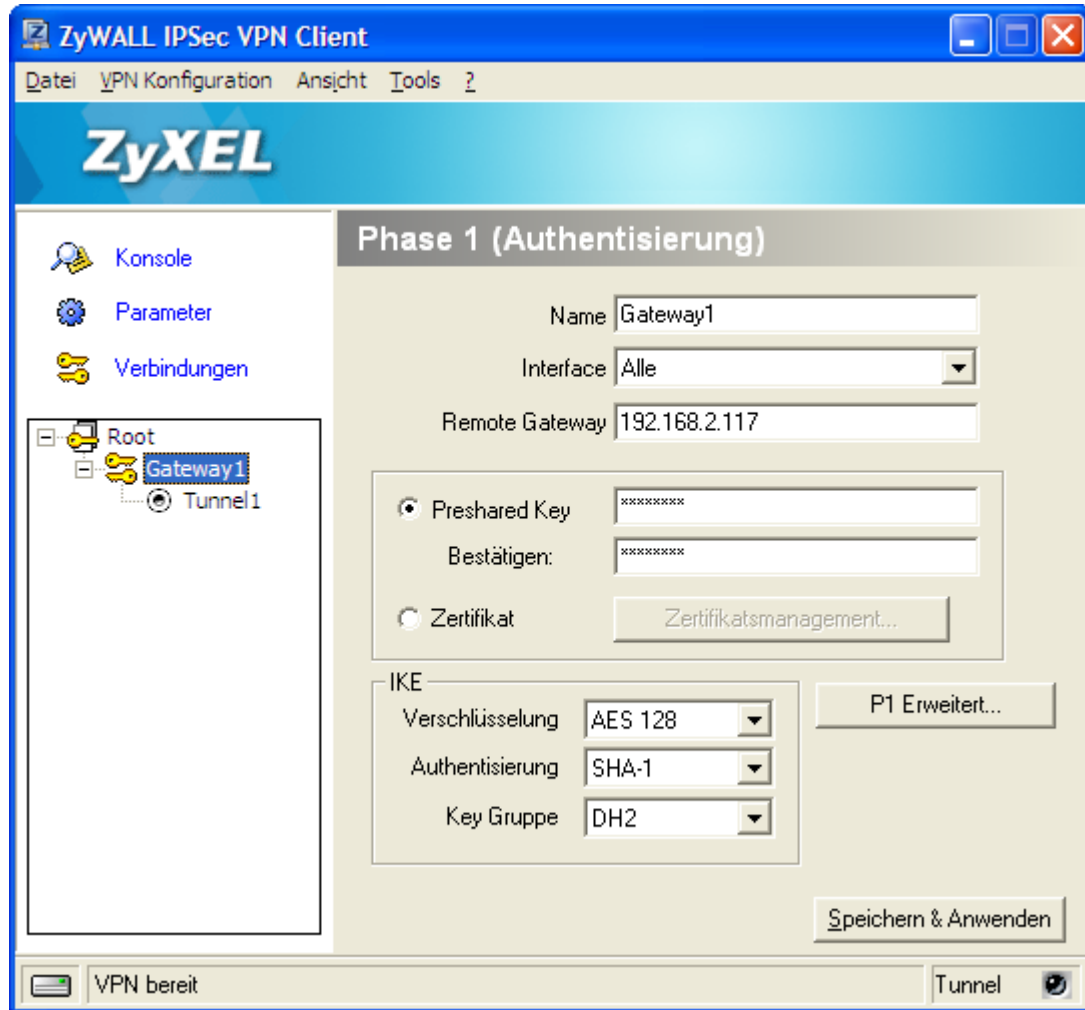 ZyWALL IPSec VPN Client
Datei VPN Konfiguration Ansicht Tools ?
ZyXEL
Konsole
Parameter
Verbindungen
Root
Gateway1
Tunnel1
Phase 1 (Authentisierung)
Name Gateway1
Interface Alle
Remote Gateway 192.168.2.117
Preshared Key ********
Bestätigen: ********
Zertifikat Zertifikatsmanagement...
IKE
Verschlüsselung AES 128
Authentisierung SHA-1
Key Gruppe DH2
P1 Erweitert...
Speichern & Anwenden
VPN bereit Tunnel